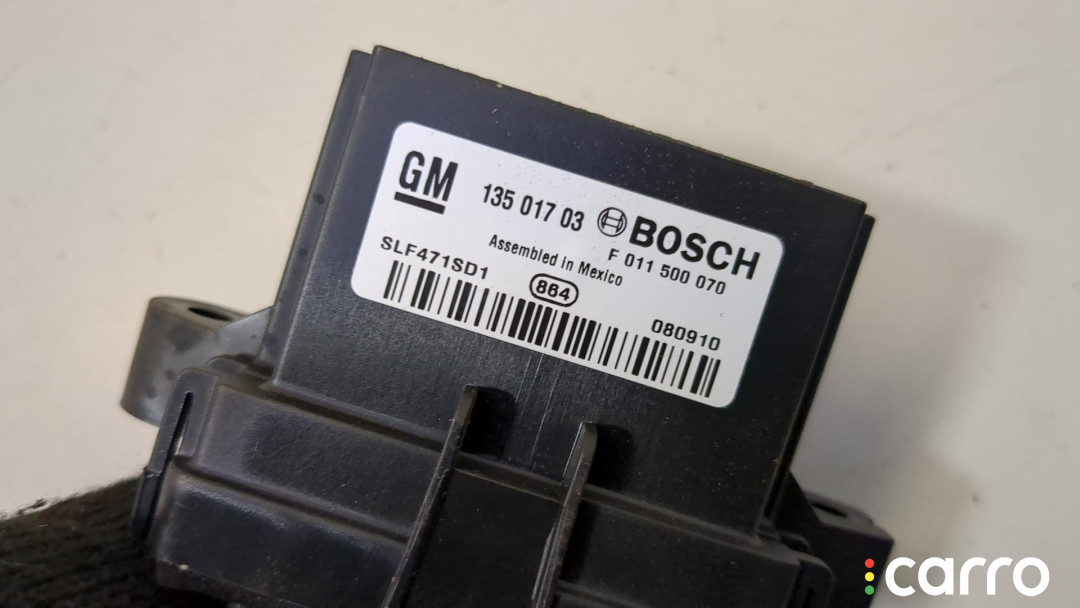 GM 135 017 03 BOSCH
F 011 500 070
Assembled in Mexico
SLF471SD1
864
080910
carro